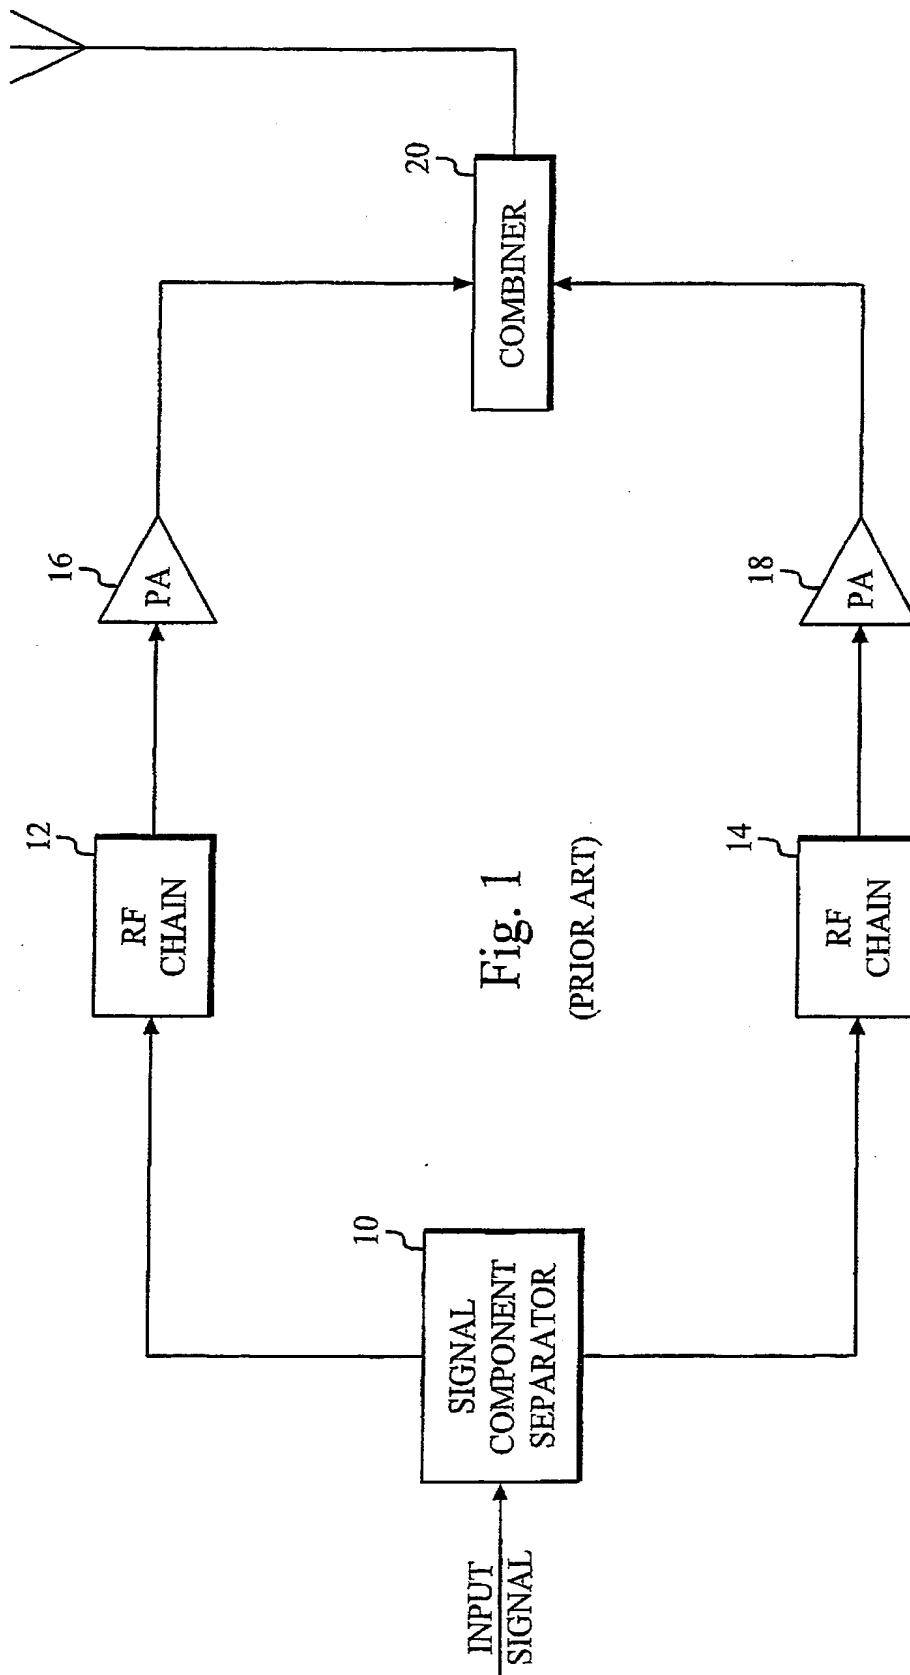 INPUT
SIGNAL
10
SIGNAL
COMPONENT
SEPARATOR
12
RF
CHAIN
14
RF
CHAIN
16
PA
18
PA
20
COMBINER
Fig. 1
(PRIOR ART)